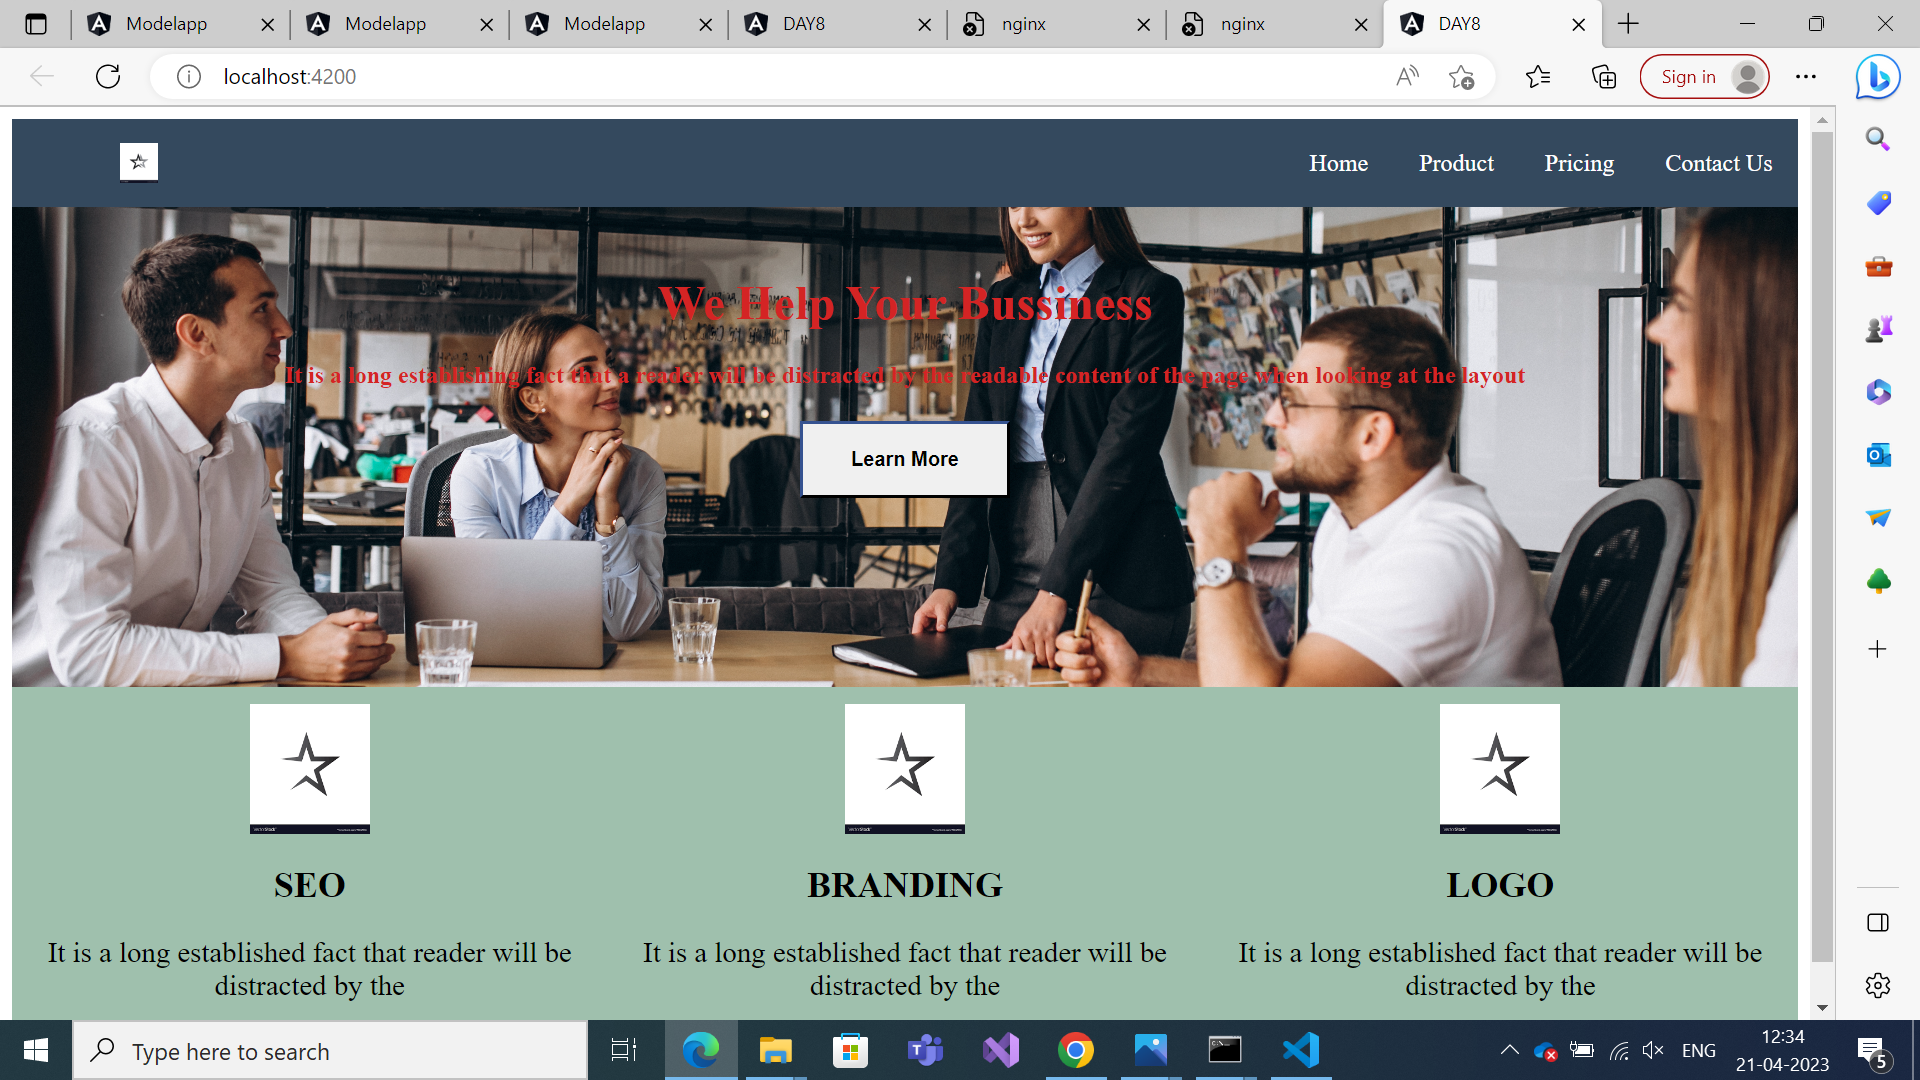 Modelapp
Modelapp
Modelapp
DAY8
nginx
nginx
DAY8
localhost:4200
Sign in
Home
Product
Pricing
Contact Us
We Help Your Bussiness
It is a long establishing fact that a reader will be distracted by the readable content of the page when looking at the layout
Learn More
SEO
BRANDING
LOGO
It is a long established fact that reader will be
distracted by the
It is a long established fact that reader will be
distracted by the
It is a long established fact that reader will be
distracted by the
Type here to search
ENG
12:34
21-04-2023
5